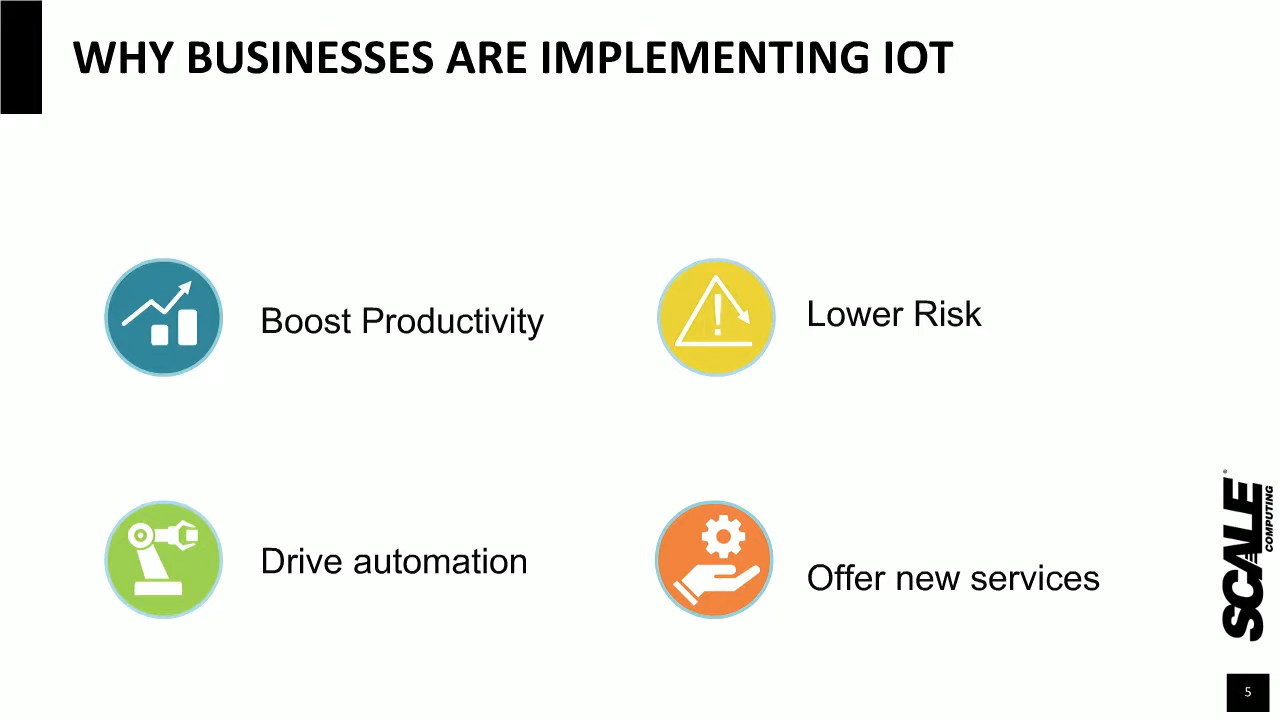 WHY BUSINESSES ARE IMPLEMENTING IOT
Boost Productivity
Lower Risk
Drive automation
Offer new services
SCALE
COMPUTING
®
5